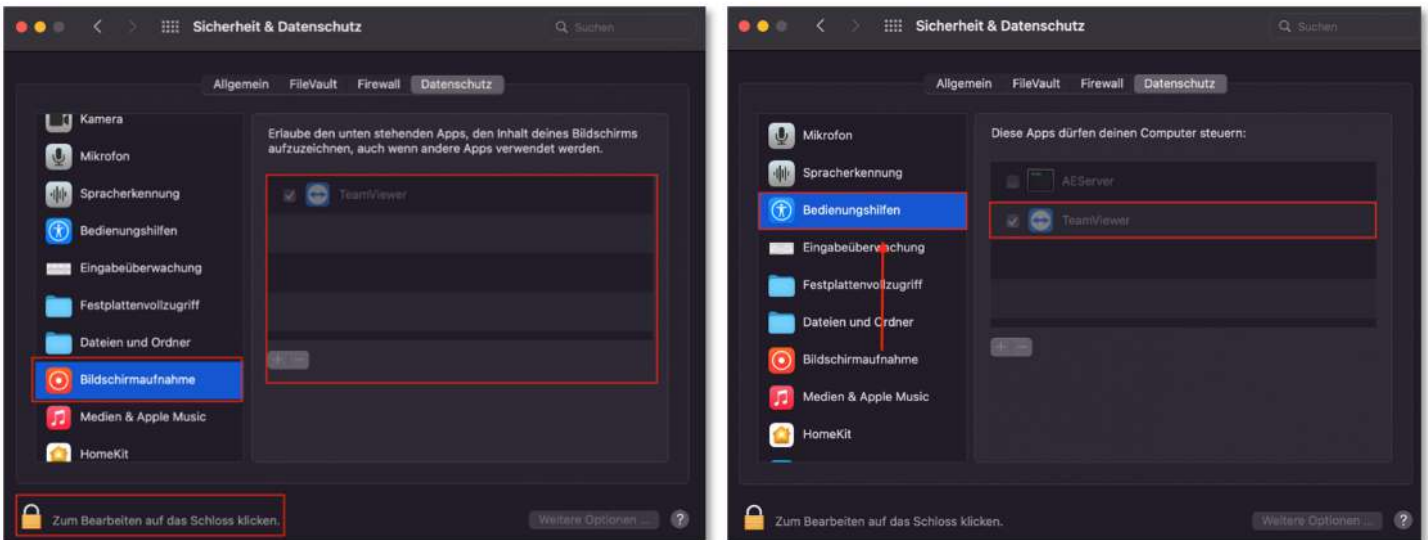 Sicherheit & Datenschutz
Suchen
Allgemein FileVault Firewall Datenschutz
Kamera
Mikrofon
Spracherkennung
Bedienungshilfen
Eingabeüberwachung
Festplattenvollzugriff
Dateien und Ordner
Bildschirmaufnahme
Medien & Apple Music
HomeKit
Erlaube den unten stehenden Apps, den Inhalt deines Bildschirms
aufzuzeichnen, auch wenn andere Apps verwendet werden.
TeamViewer
+ −
Zum Bearbeiten auf das Schloss klicken.
Weitere Optionen ...
?
Sicherheit & Datenschutz
Suchen
Allgemein FileVault Firewall Datenschutz
Mikrofon
Spracherkennung
Bedienungshilfen
Eingabeüberwachung
Festplattenvollzugriff
Dateien und Ordner
Bildschirmaufnahme
Medien & Apple Music
HomeKit
Diese Apps dürfen deinen Computer steuern:
AEServer
TeamViewer
+ −
Zum Bearbeiten auf das Schloss klicken.
Weitere Optionen ...
?